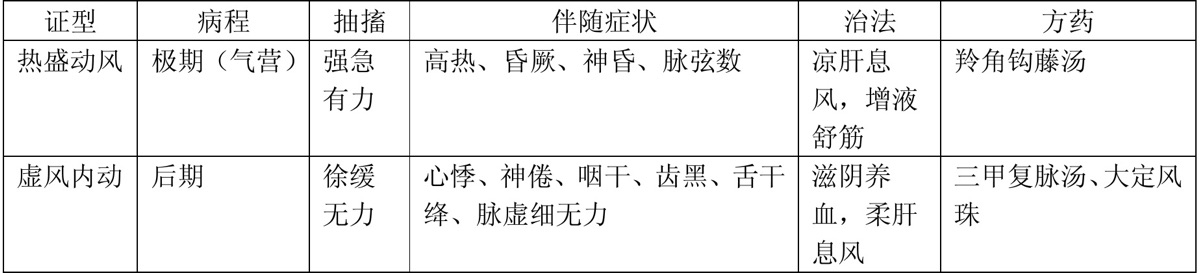 证型 病程 抽搐 伴随症状 治法 方药
热盛动风 极期（气营） 强急 高热、昏厥、神昏、脉弦数 凉肝息 羚角钩藤汤
有力 风，增液
舒筋
虚风内动 后期 徐缓 心悸、神倦、咽干、齿黑、舌干 滋阴养 三甲复脉汤、大定风
无力 绛、脉虚细无力 血，柔肝 珠
息风